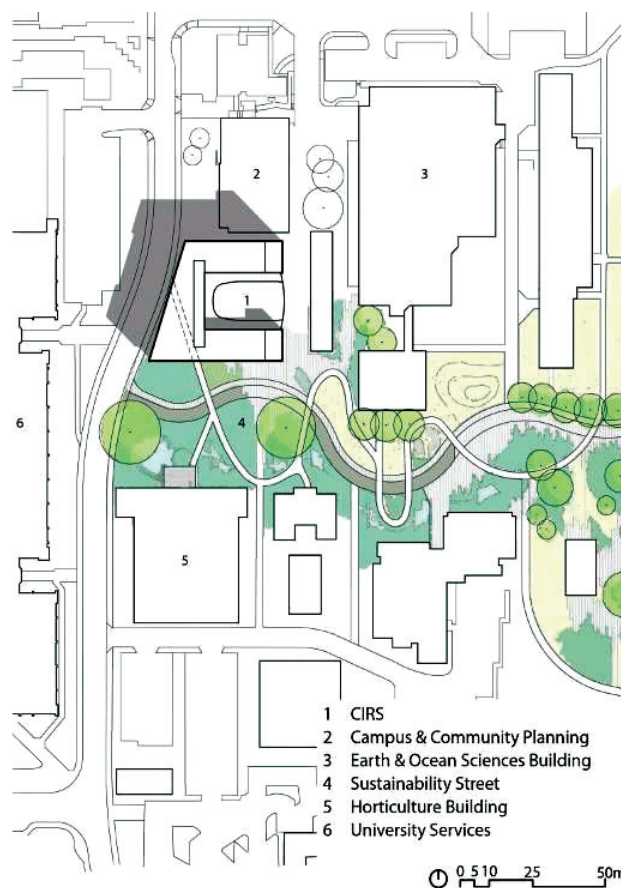 2
3
1
6
4
5
1 CIRS
2 Campus & Community Planning
3 Earth & Ocean Sciences Building
4 Sustainability Street
5 Horticulture Building
6 University Services
0 5 10 25 50m